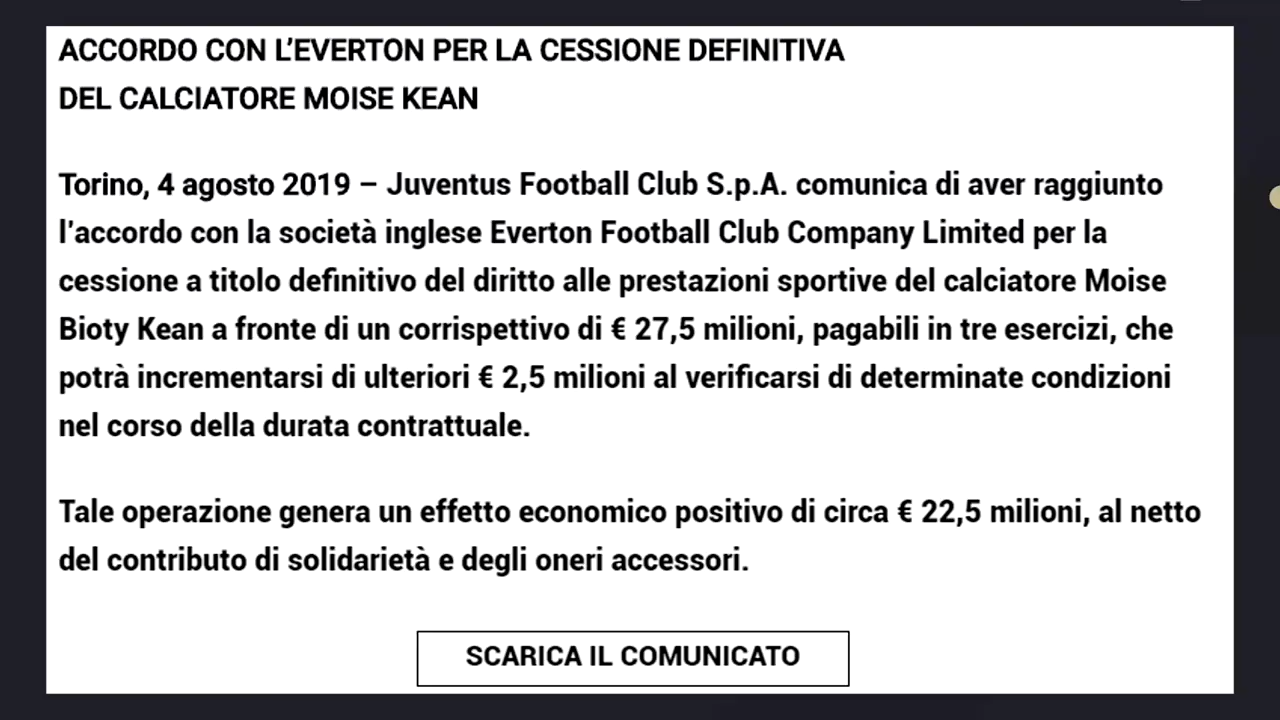 ACCORDO CON L’EVERTON PER LA CESSIONE DEFINITIVA
DEL CALCIATORE MOISE KEAN
Torino, 4 agosto 2019 – Juventus Football Club S.p.A. comunica di aver raggiunto
l’accordo con la società inglese Everton Football Club Company Limited per la
cessione a titolo definitivo del diritto alle prestazioni sportive del calciatore Moise
Bioty Kean a fronte di un corrispettivo di € 27,5 milioni, pagabili in tre esercizi, che
potrà incrementarsi di ulteriori € 2,5 milioni al verificarsi di determinate condizioni
nel corso della durata contrattuale.
Tale operazione genera un effetto economico positivo di circa € 22,5 milioni, al netto
del contributo di solidarietà e degli oneri accessori.
SCARICA IL COMUNICATO